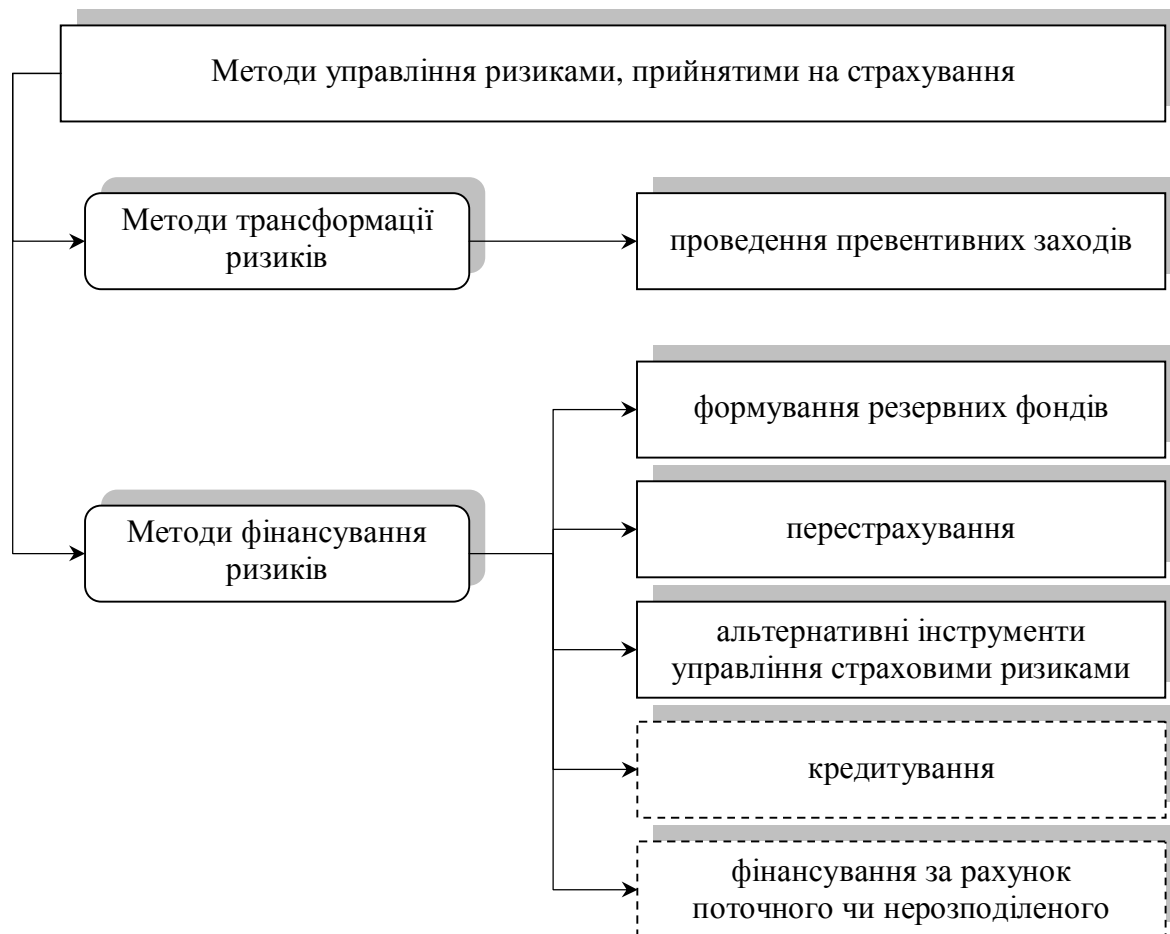 Методи управління ризиками, прийнятими на страхування
Методи трансформації
ризиків
проведення превентивних заходів
формування резервних фондів
перестрахування
Методи фінансування
ризиків
альтернативні інструменти
управління страховими ризиками
кредитування
фінансування за рахунок
поточного чи нерозподіленого